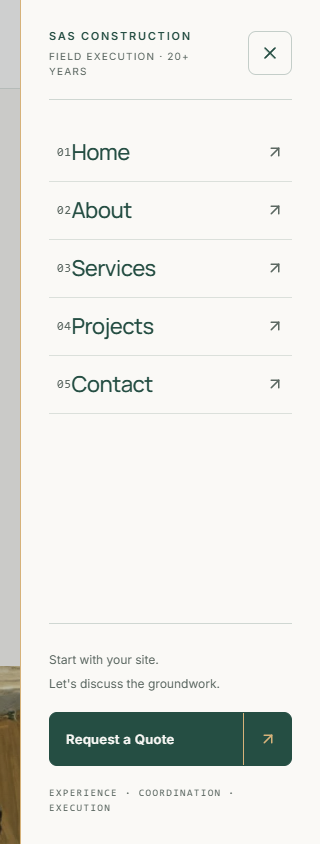 SAS CONSTRUCTION
FIELD EXECUTION · 20+
YEARS
01Home
02About
03Services
04Projects
05Contact
Start with your site.
Let's discuss the groundwork.
Request a Quote
EXPERIENCE · COORDINATION ·
EXECUTION